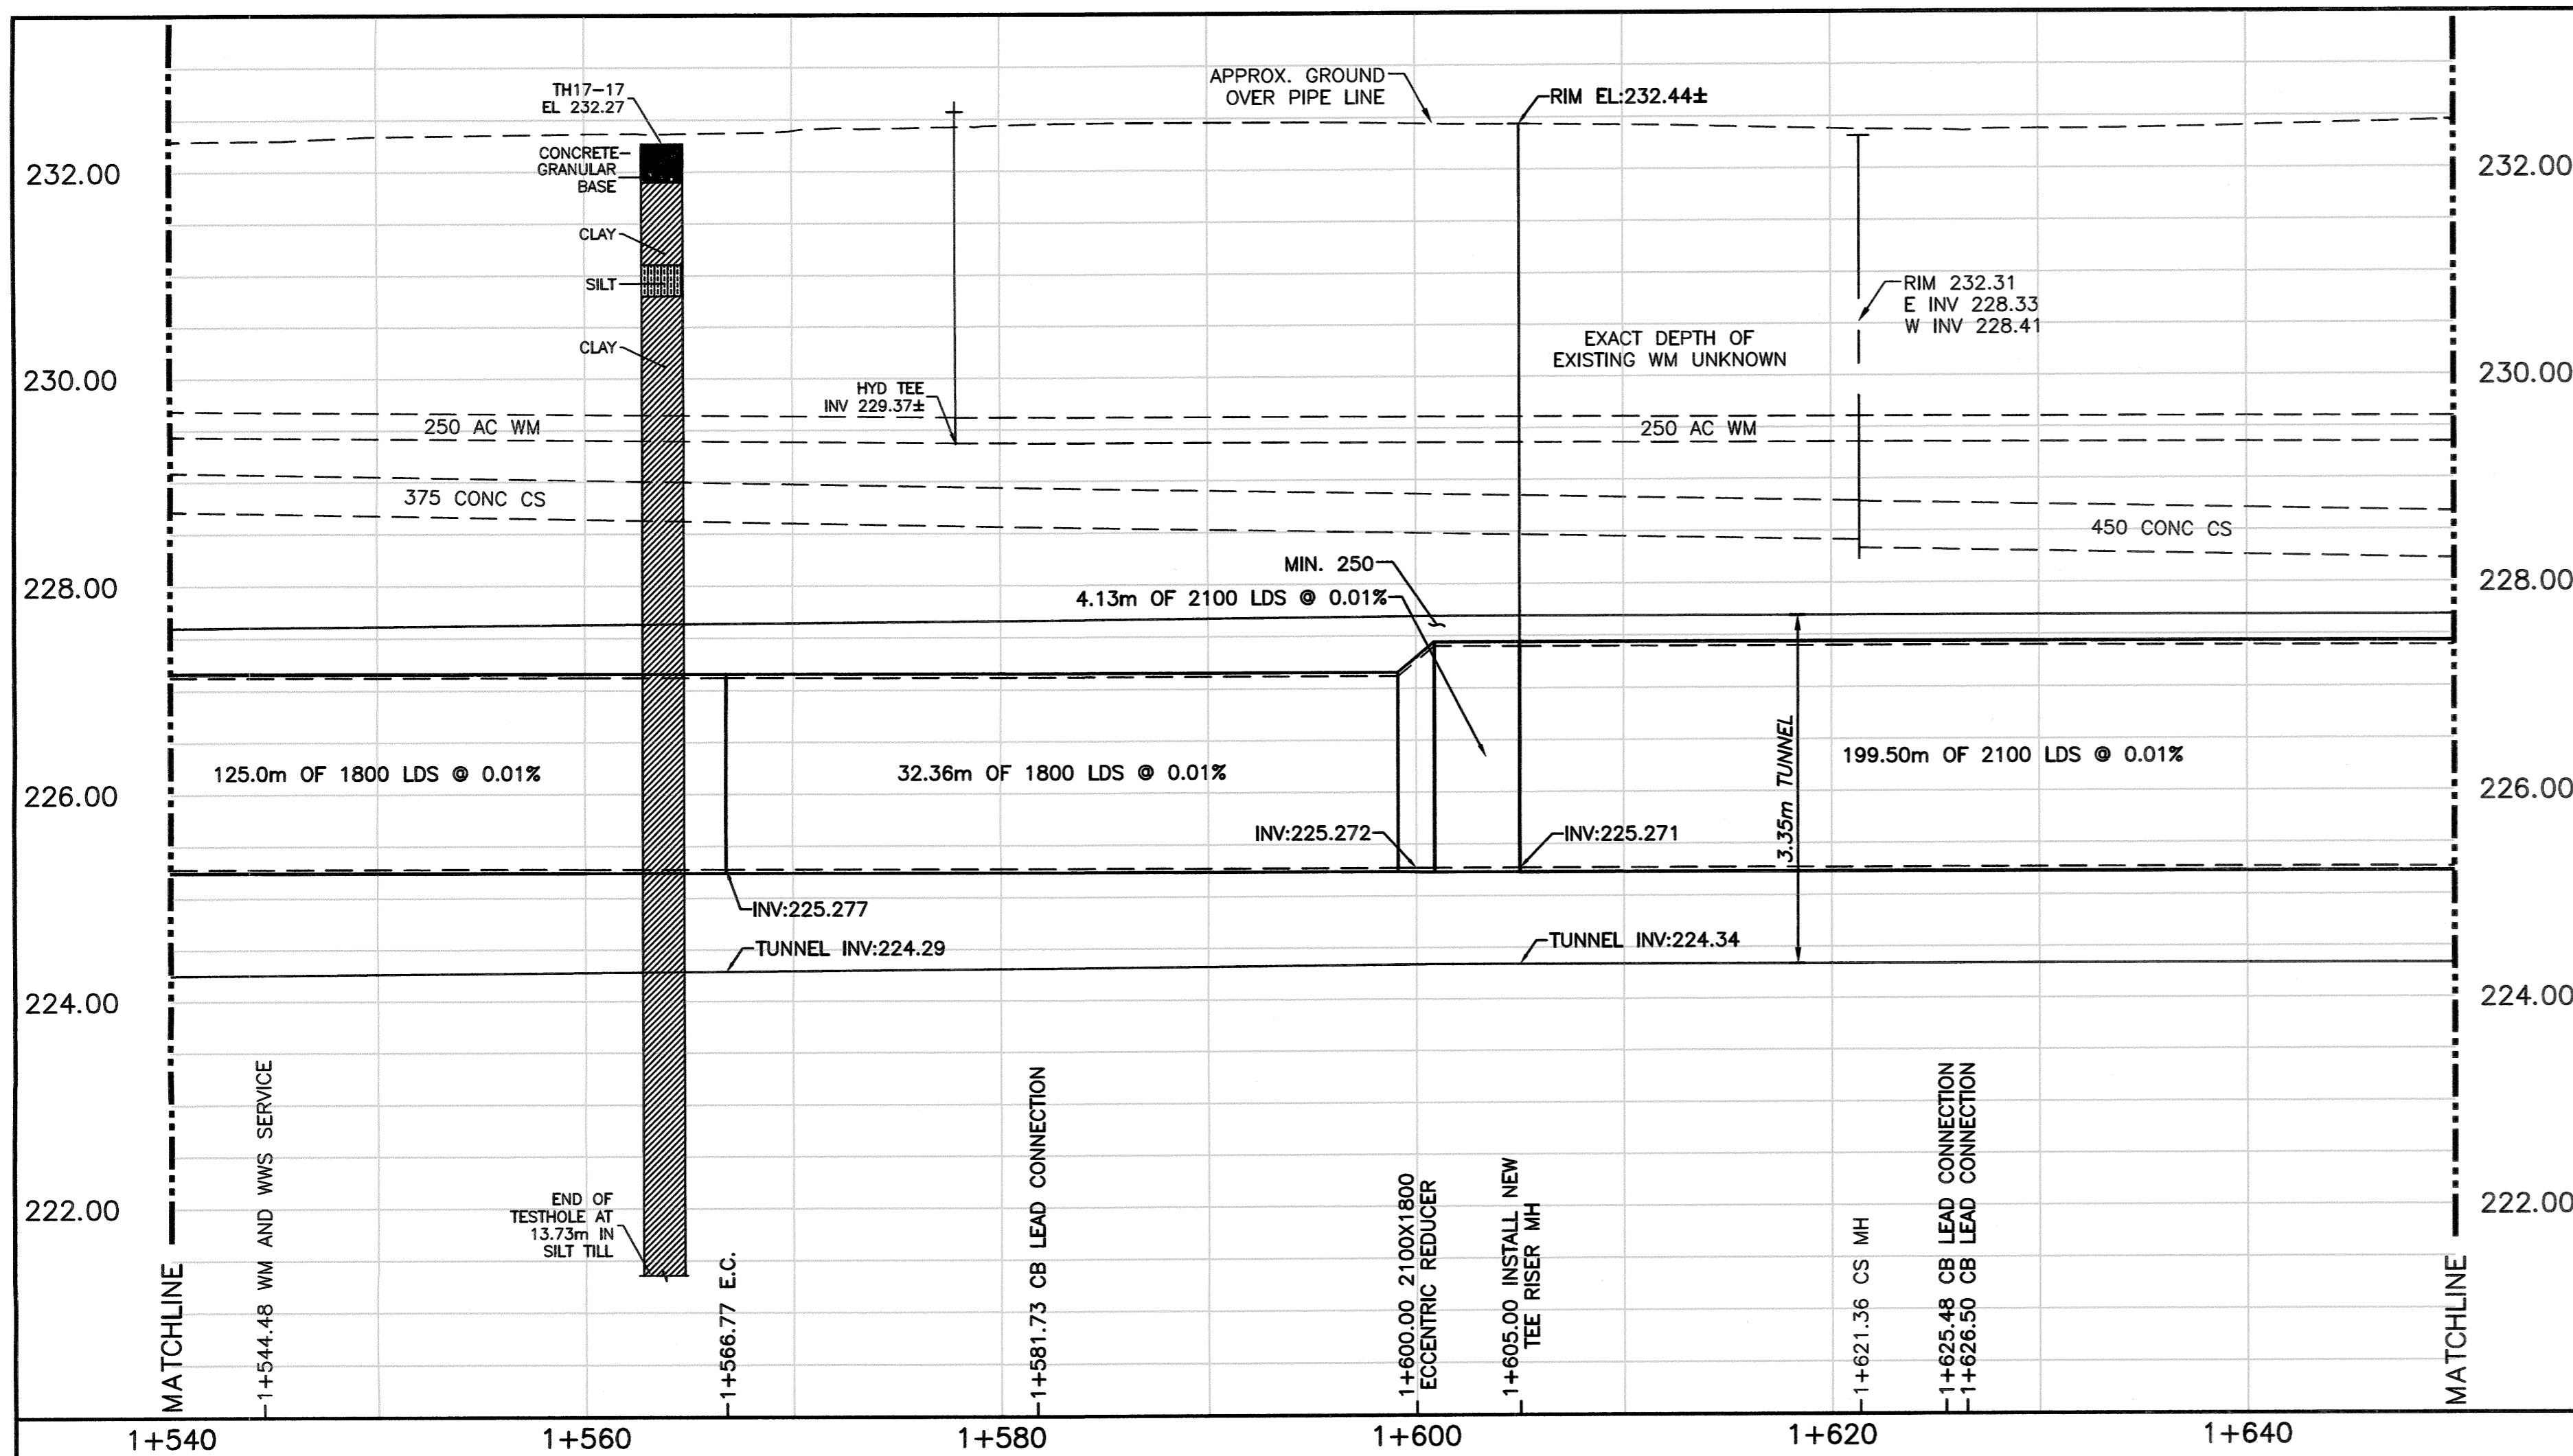 TH17-17
EL 232.27
APPROX. GROUND
OVER PIPE LINE
RIM EL:232.44±
CONCRETE
GRANULAR
BASE
232.00
232.00
CLAY
SILT
RIM 232.31
E INV 228.33
W INV 228.41
CLAY
EXACT DEPTH OF
EXISTING WM UNKNOWN
230.00
230.00
HYD TEE
INV 229.37±
250 AC WM
250 AC WM
375 CONC CS
450 CONC CS
MIN. 250
228.00
228.00
4.13m OF 2100 LDS @ 0.01%
125.0m OF 1800 LDS @ 0.01%
32.36m OF 1800 LDS @ 0.01%
3.35m TUNNEL
199.50m OF 2100 LDS @ 0.01%
226.00
226.00
INV:225.272
INV:225.271
INV:225.277
TUNNEL INV:224.29
TUNNEL INV:224.34
224.00
224.00
222.00
222.00
END OF
TESTHOLE AT
13.73m IN
SILT TILL
MATCHLINE
1+544.48 WM AND WWS SERVICE
1+566.77 E.C.
1+581.73 CB LEAD CONNECTION
1+600.00 2100X1800
ECCENTRIC REDUCER
1+605.00 INSTALL NEW
TEE RISER MH
1+621.36 CS MH
1+625.48 CB LEAD CONNECTION
1+626.50 CB LEAD CONNECTION
MATCHLINE
1+540
1+560
1+580
1+600
1+620
1+640